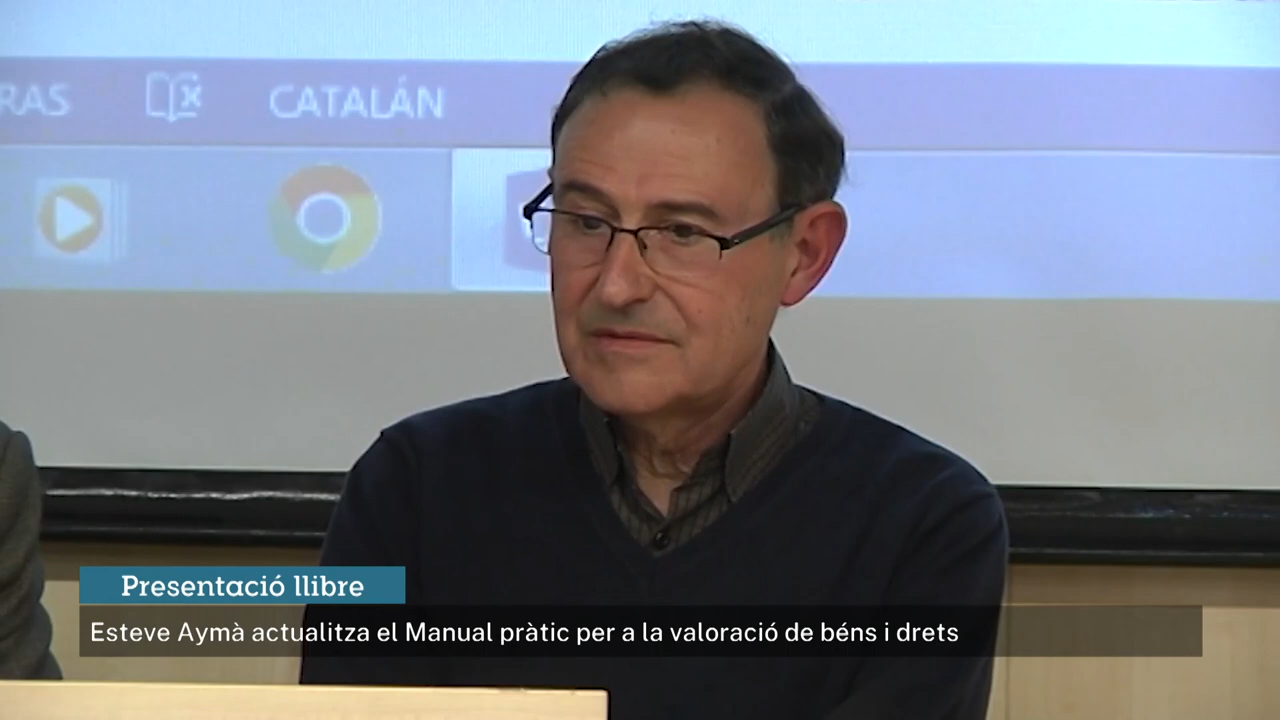 RAS CATALÁN
Presentació llibre
Esteve Aymà actualitza el Manual pràtic per a la valoració de béns i drets